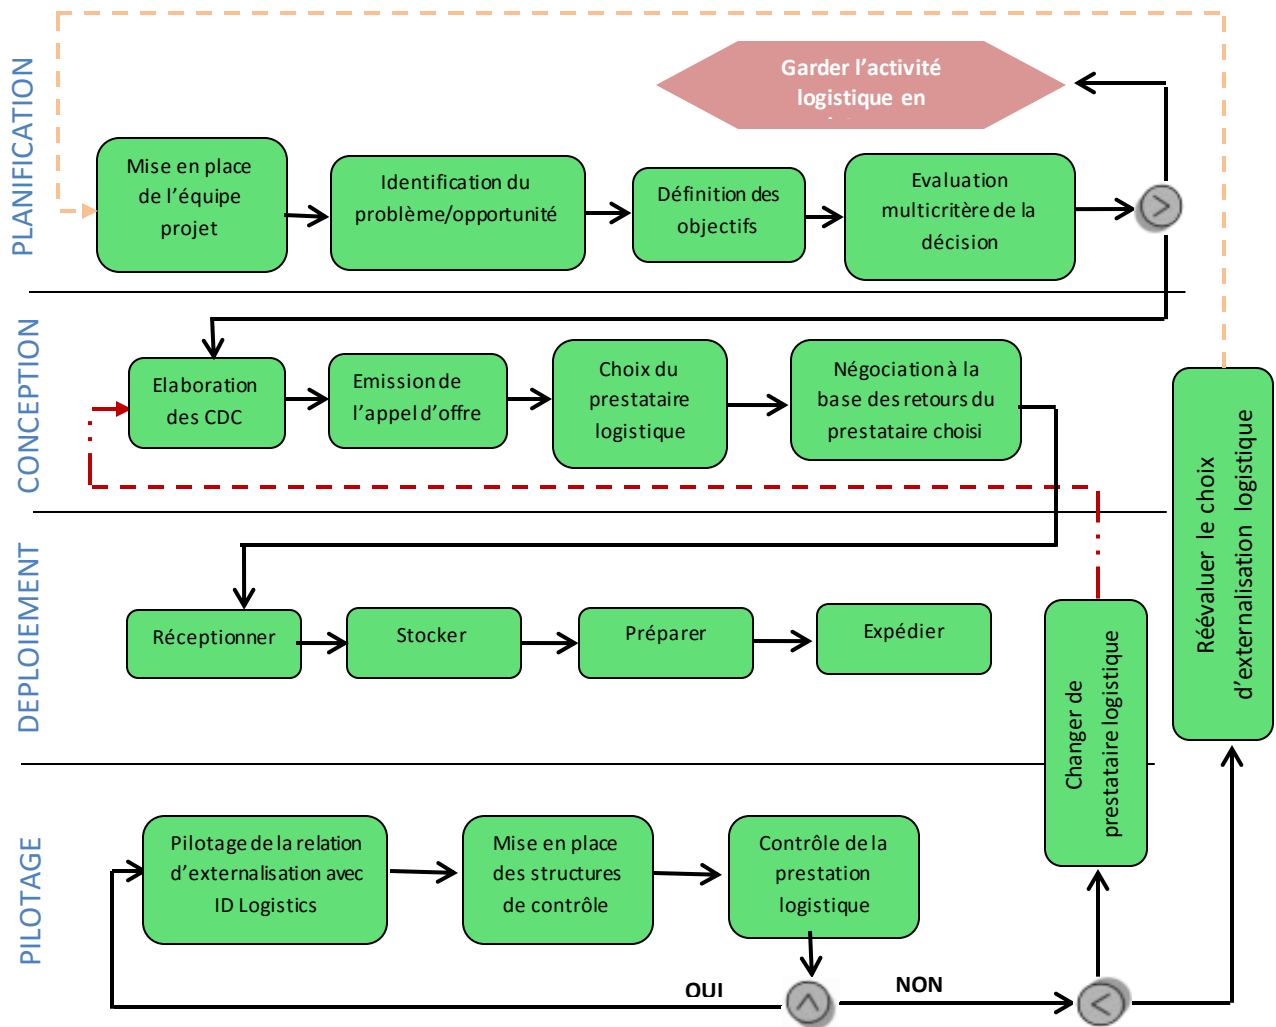 PLANIFICATION
Garder l’activité
logistique en
Mise en place
de l’équipe
projet
Identification du
problème/opportunité
Définition des
objectifs
Evaluation
multicritère de la
décision
CONCEPTION
Elaboration
des CDC
Emission de
l’appel d’offre
Choix du
prestataire
logistique
Négociation à la
base des retours du
prestataire choisi
Réévaluer le choix
d’externalisation logistique
DEPLOIEMENT
Réceptionner
Stocker
Préparer
Expédier
Changer de
prestataire logistique
PILOTAGE
Pilotage de la relation
d’externalisation avec
ID Logistics
Mise en place
des structures
de contrôle
Contrôle de la
prestation
logistique
OUI
NON